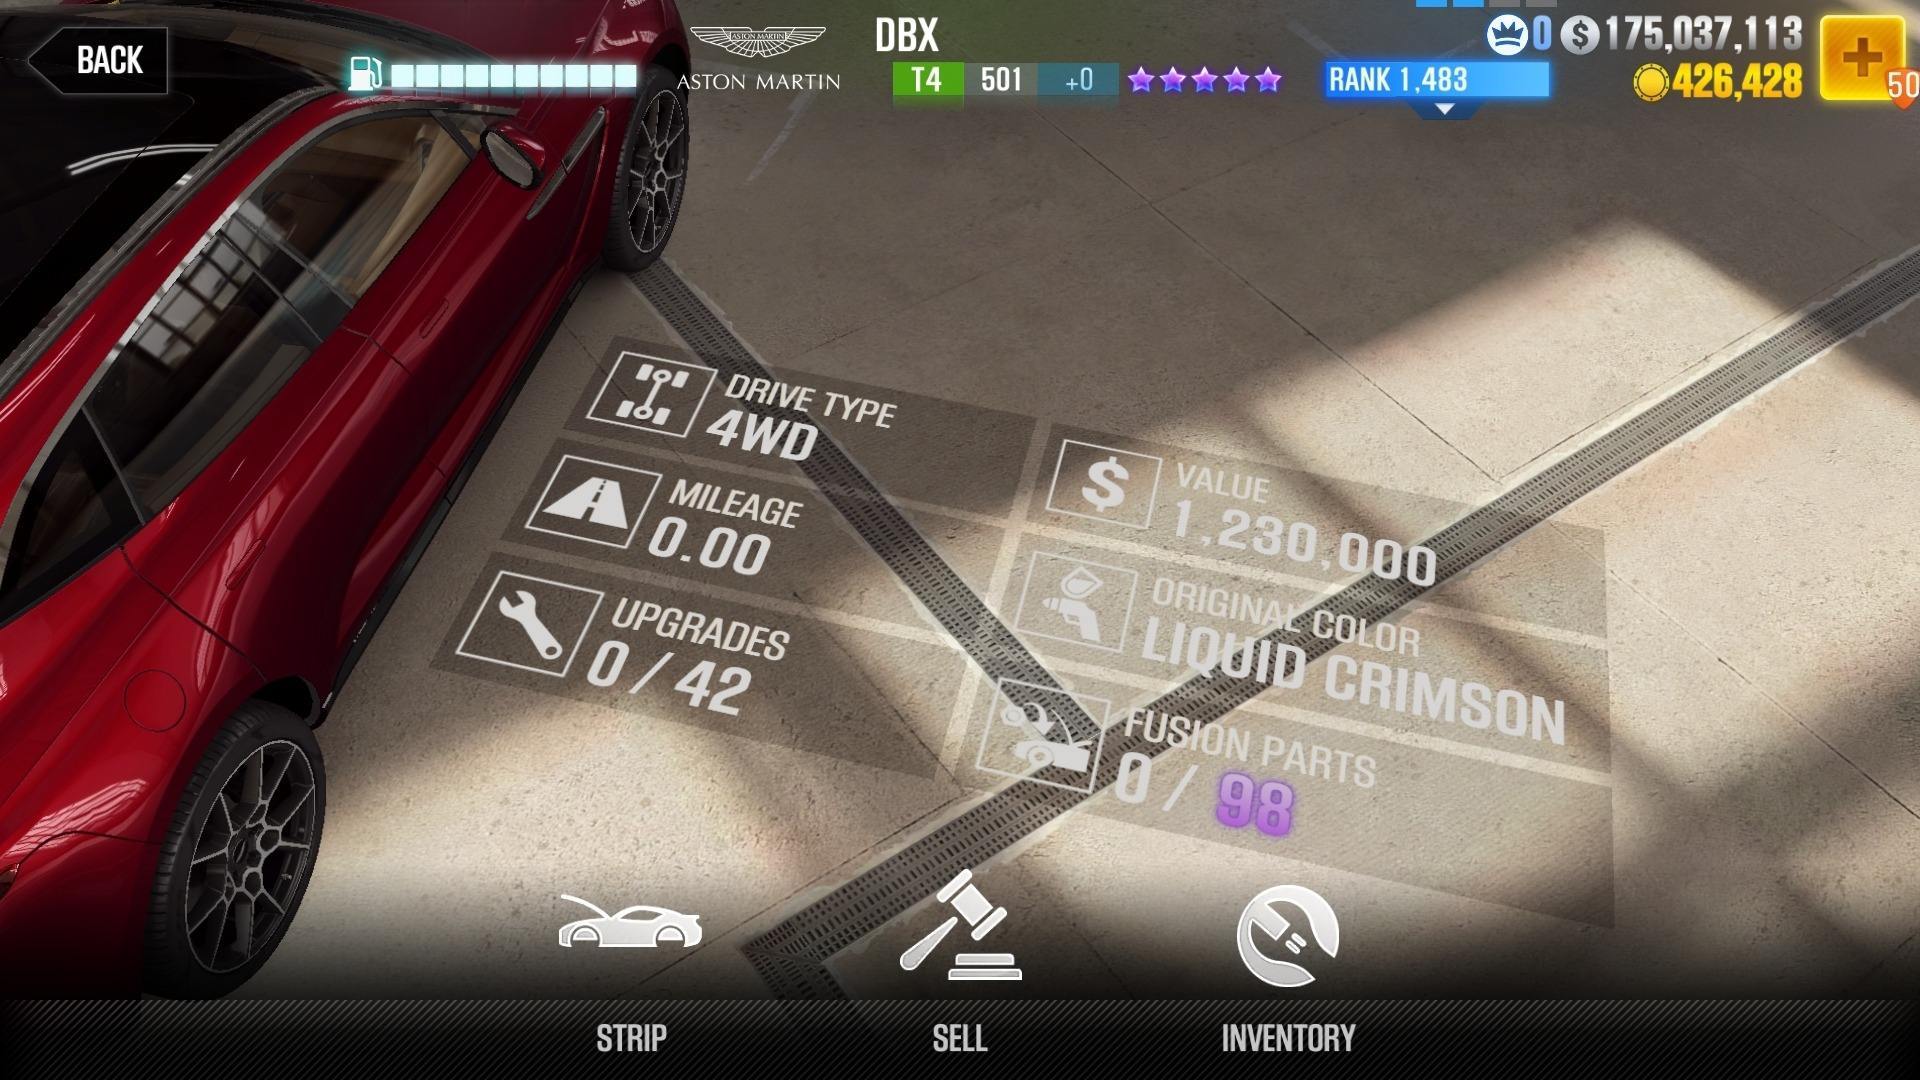 BACK
ASTON MARTIN
ASTON MARTIN
DBX
T4 501 +0
RANK 1,483
0 $ 175,037,113
426,428
+
50
DRIVE TYPE
4WD
MILEAGE
0.00
UPGRADES
0/42
$ VALUE
1,230,000
ORIGINAL COLOR
LIQUID CRIMSON
FUSION PARTS
0/ 98
STRIP
SELL
INVENTORY